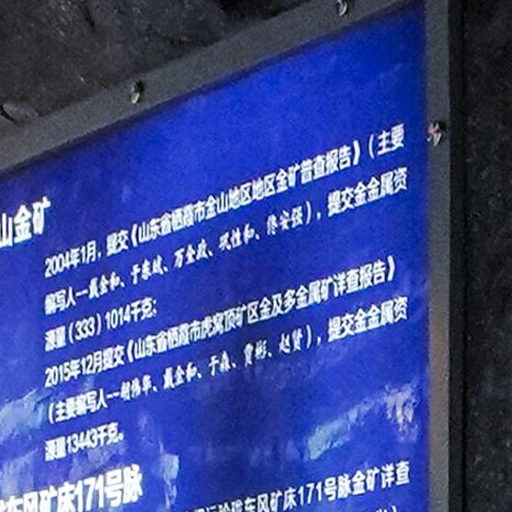 山金矿
2004年1月，提交《山东省栖霞市金山地区地区金矿普查报告》（主要
编写人--晁金和、于东斌、万金政、巩性和、佟安强），提交金金属资
源量（333）1014千克；
2015年12月提交《山东省栖霞市虎窝顶矿区金及多金属矿详查报告》
（主要编写人--胡伟华、晁金和、于森、贾彬、赵赞），提交金金属资
源量13443千克。
东风矿床171号脉
东风矿床171号脉金矿详查